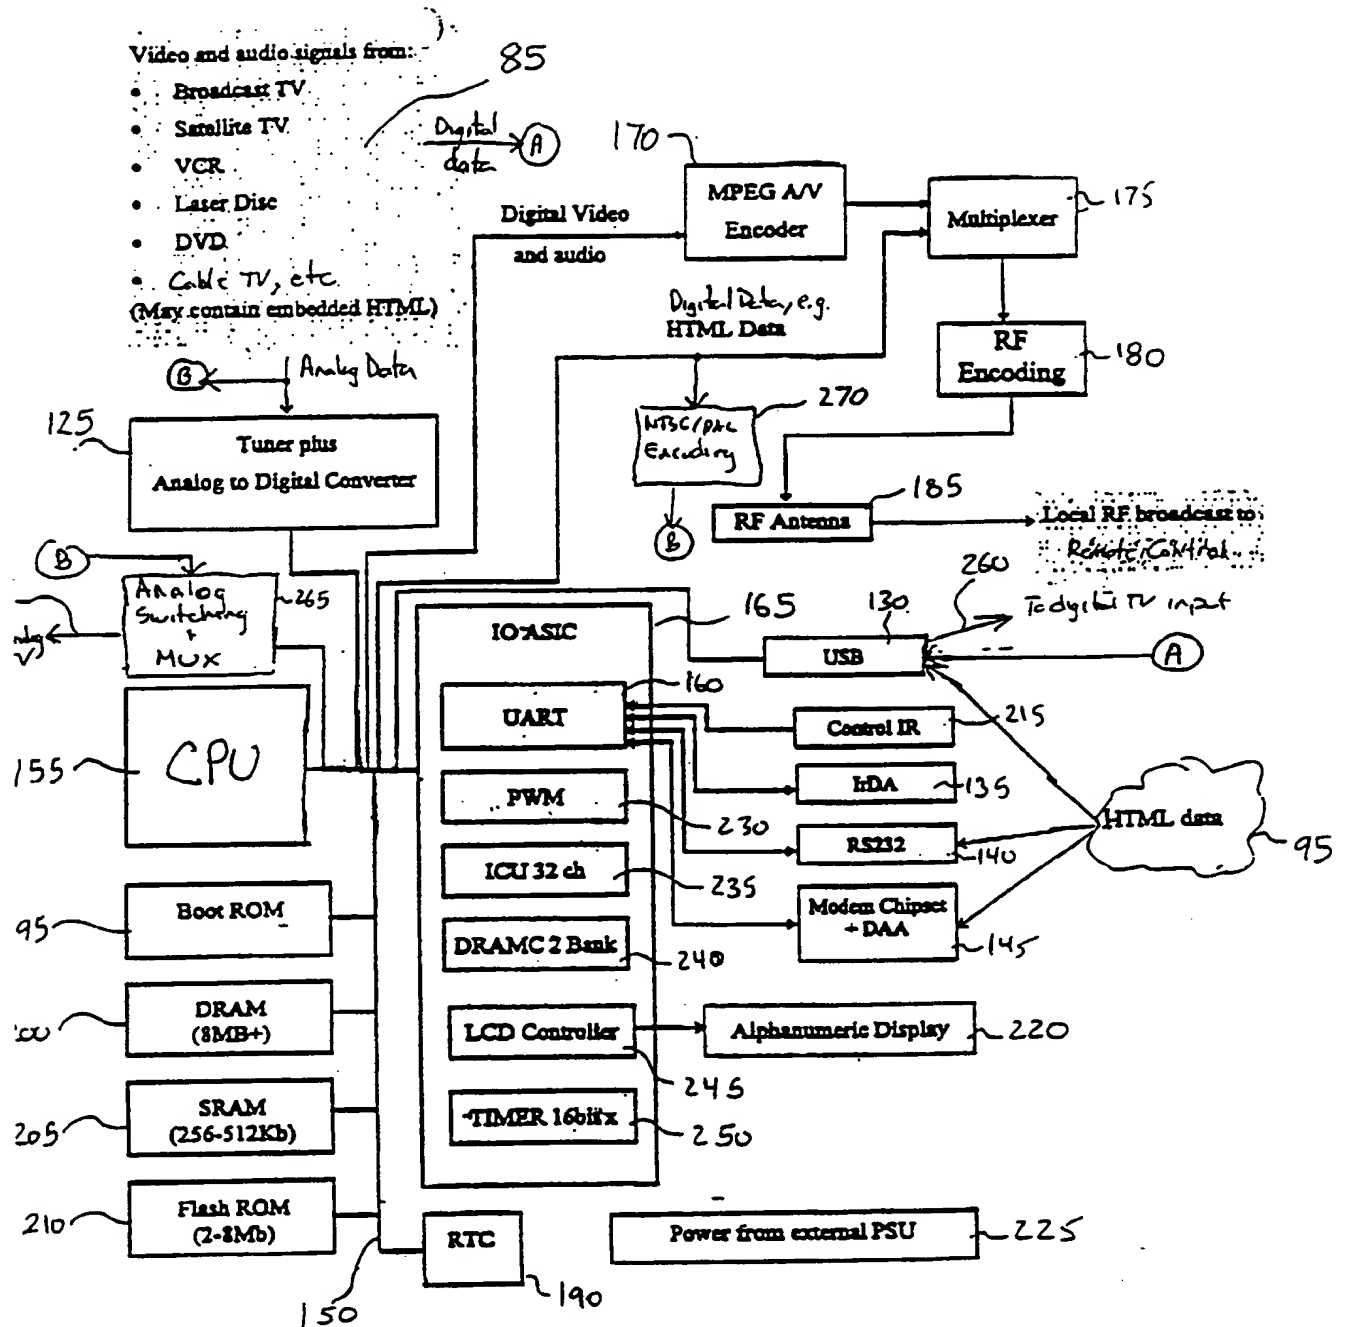 Video and audio signals from:
• Broadcast TV
• Satellite TV
• VCR
• Laser Disc
• DVD
• Cable TV, etc.
(May contain embedded HTML)
85
Digital
data
A
170
MPEG A/V
Encoder
Multiplexer
175
Digital Video
and audio
Digital Data, e.g.
HTML Data
RF
Encoding
180
B
Analog Data
125
Tuner plus
Analog to Digital Converter
NTSC/PAL
Encoding
270
B
RF Antenna
185
Local RF broadcast to
Remote Control
B
Analog
Switching
+
MUX
265
IO-ASIC
165
130
USB
260
To digital TV input
A
160
UART
Control IR
215
CPU
155
IrDA
135
PWM
230
RS232
140
HTML data
95
ICU 32 ch
235
Modem Chipset
+ DAA
145
Boot ROM
95
DRAMC 2 Bank
240
DRAM
(8MB+)
00
LCD Controller
245
Alphanumeric Display
220
SRAM
(256-512Kb)
205
TIMER 16bit x
250
Flash ROM
(2-8Mb)
210
RTC
190
150
Power from external PSU
225